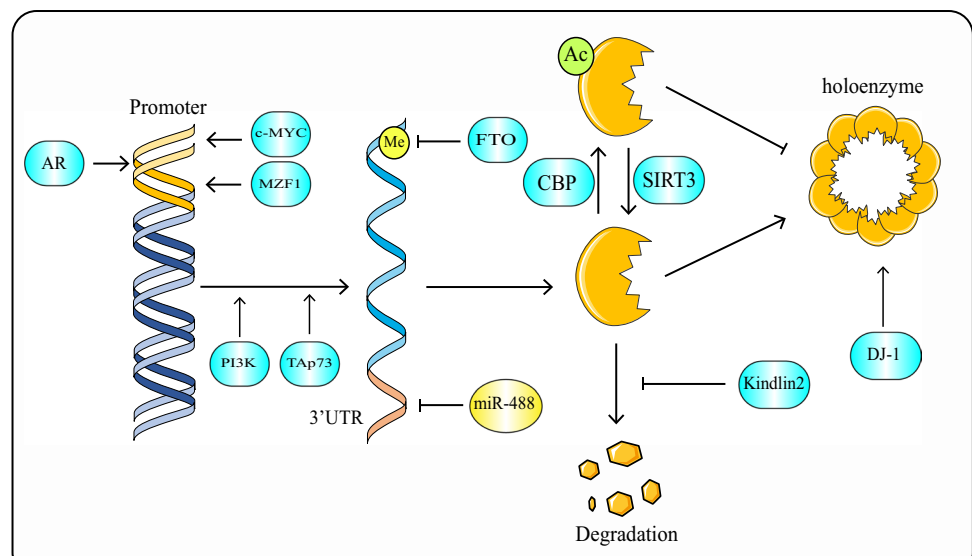 Ac
holoenzyme
Promoter
c-MYC
AR
MZF1
Me
FTO
CBP
SIRT3
PI3K
TAp73
DJ-1
Kindlin2
miR-488
3’UTR
Degradation